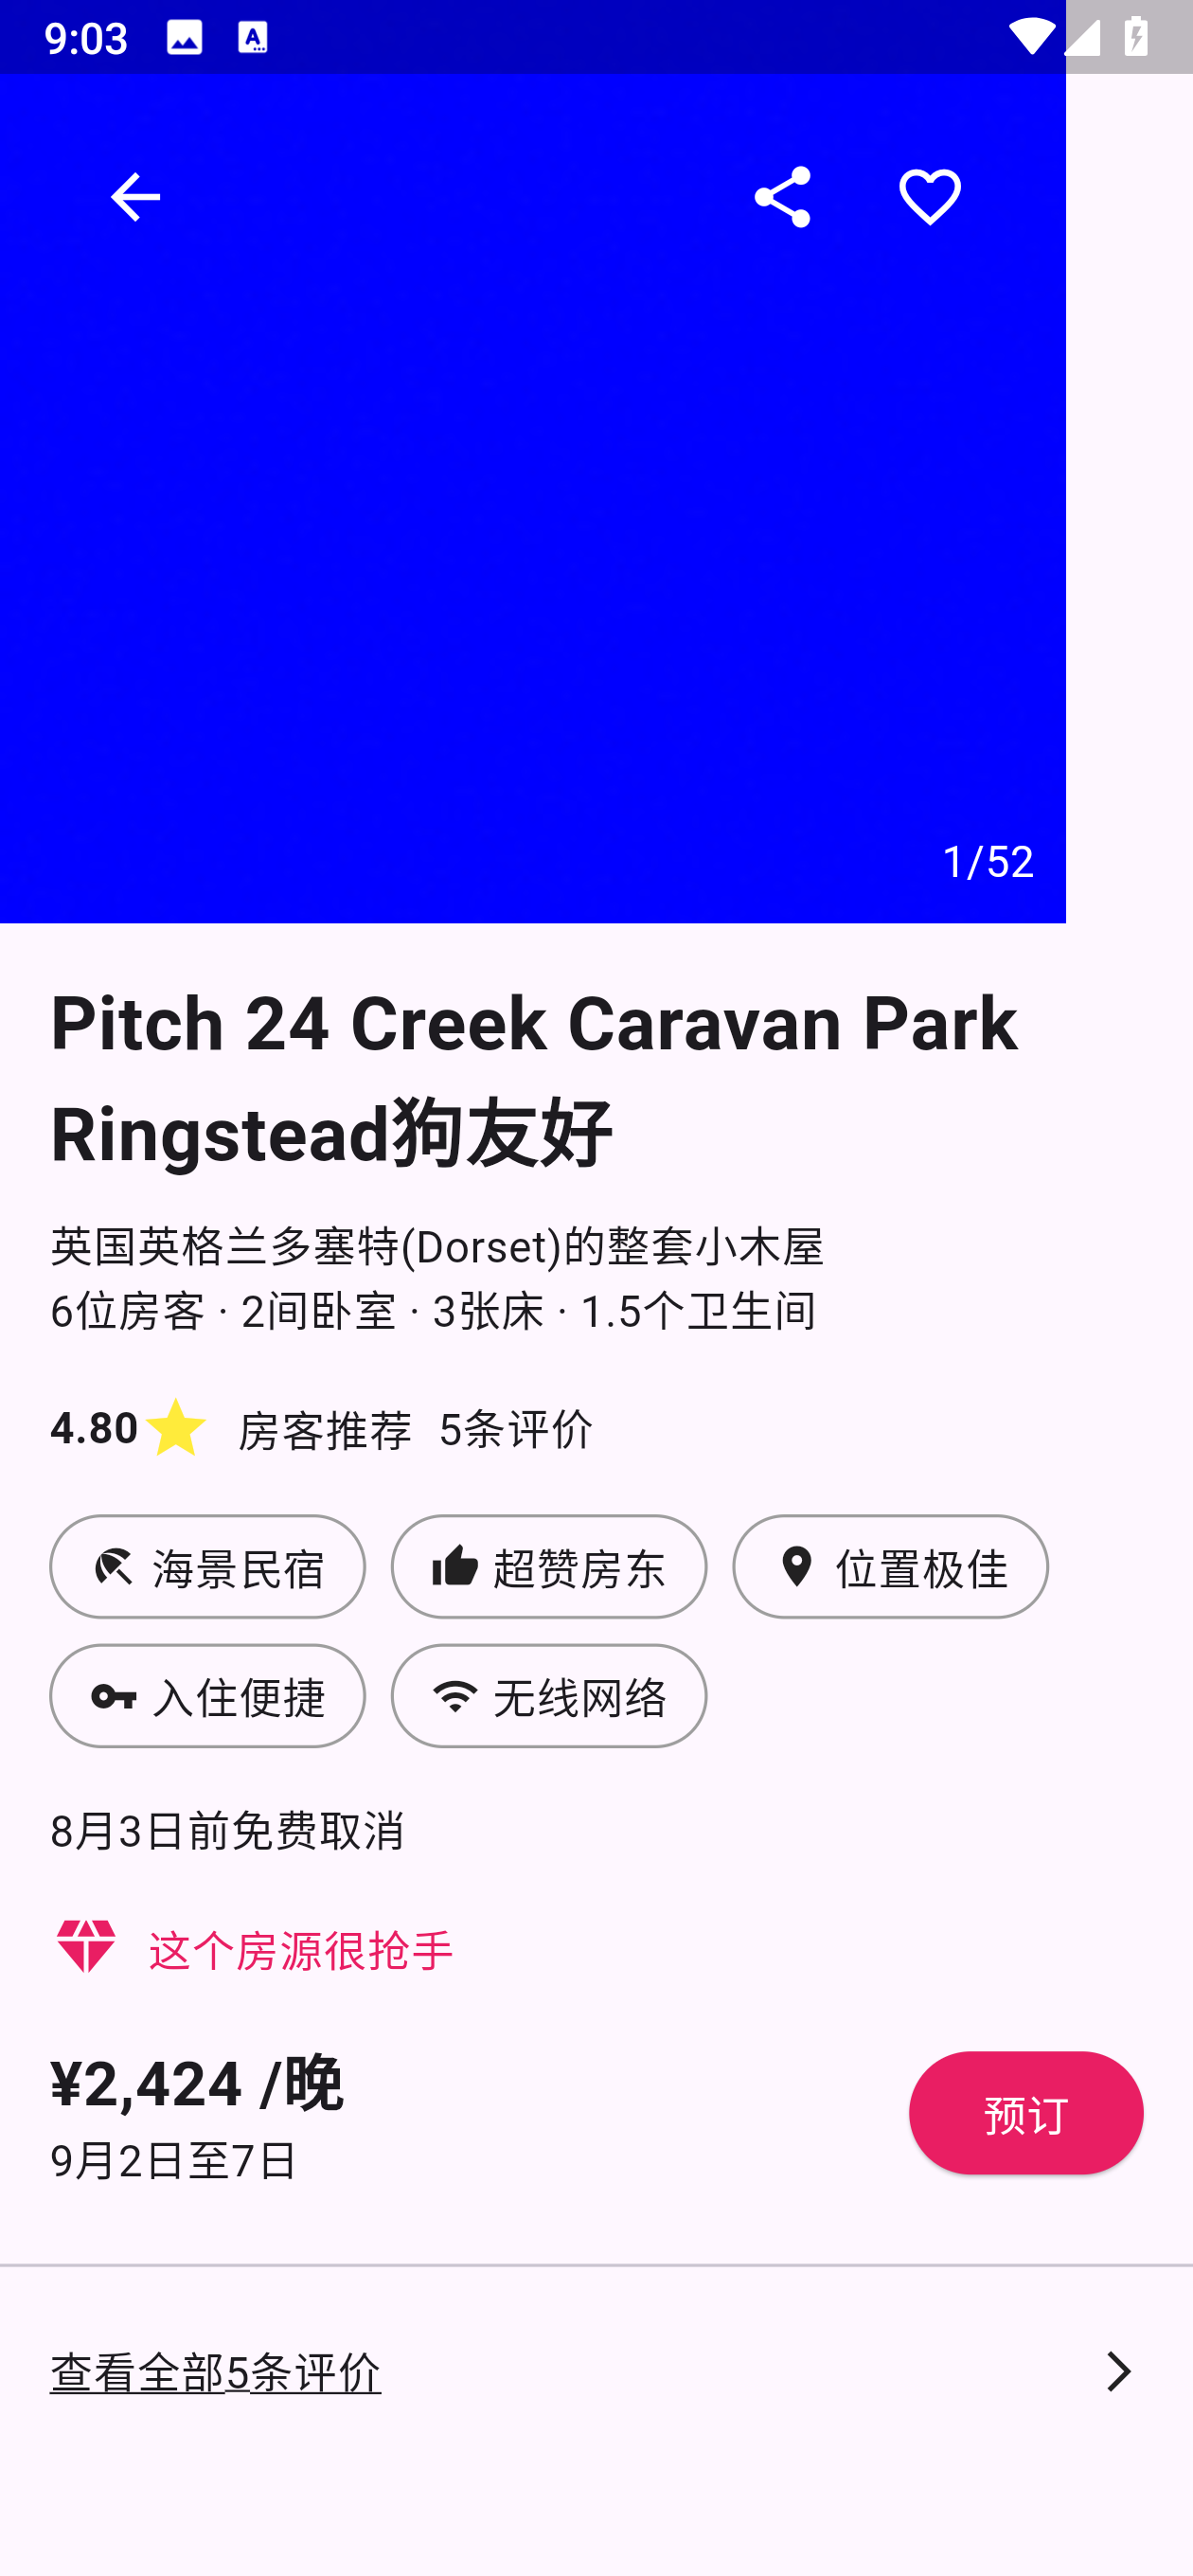 9:03
1/52
Pitch 24 Creek Caravan Park
Ringstead狗友好
英国英格兰多塞特(Dorset)的整套小木屋
6位房客 · 2间卧室 · 3张床 · 1.5个卫生间
4.80 房客推荐 5条评价
海景民宿 超赞房东 位置极佳
入住便捷 无线网络
8月3日前免费取消
这个房源很抢手
¥2,424 /晚
预订
9月2日至7日
查看全部5条评价